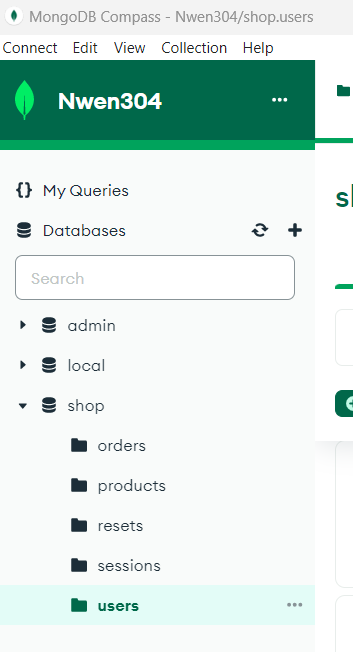 MongoDB Compass - Nwen304/shop.users
Connect Edit View Collection Help
Nwen304
{} My Queries
Databases
Search
admin
local
shop
orders
products
resets
sessions
users